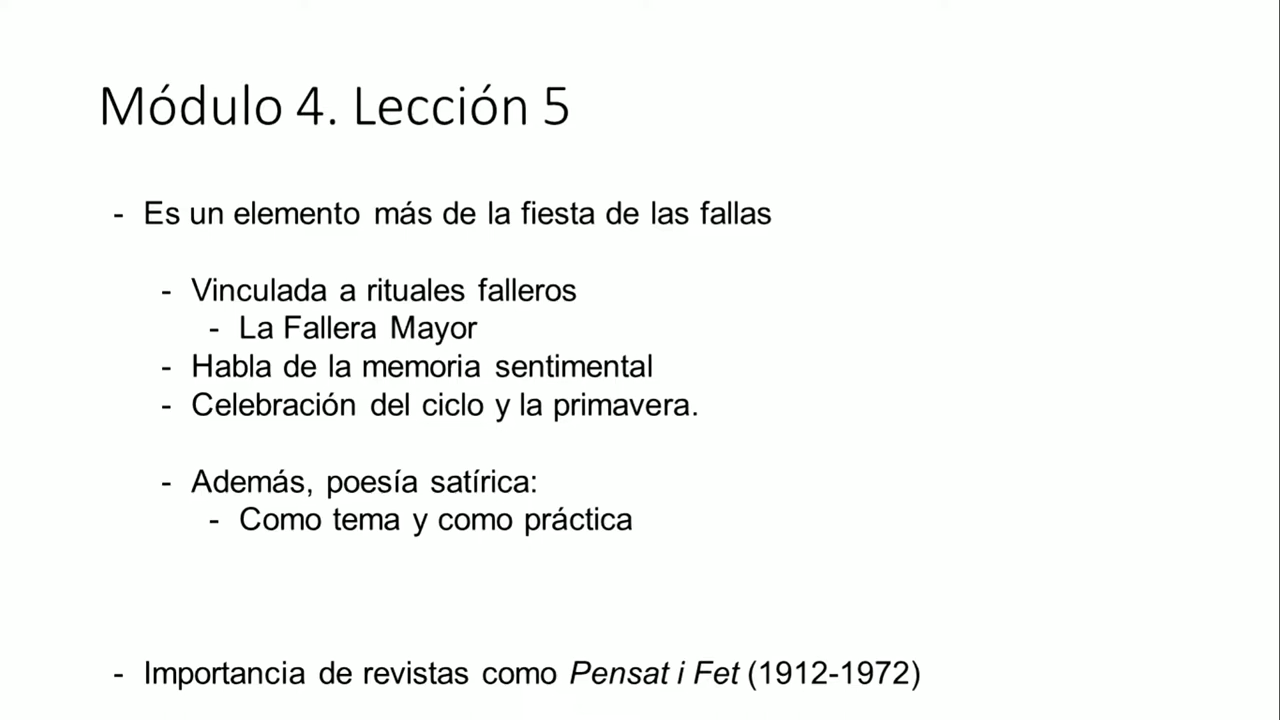 Módulo 4. Lección 5
- Es un elemento más de la fiesta de las fallas
- Vinculada a rituales falleros
- La Fallera Mayor
- Habla de la memoria sentimental
- Celebración del ciclo y la primavera.
- Además, poesía satírica:
- Como tema y como práctica
- Importancia de revistas como Pensat i Fet (1912-1972)